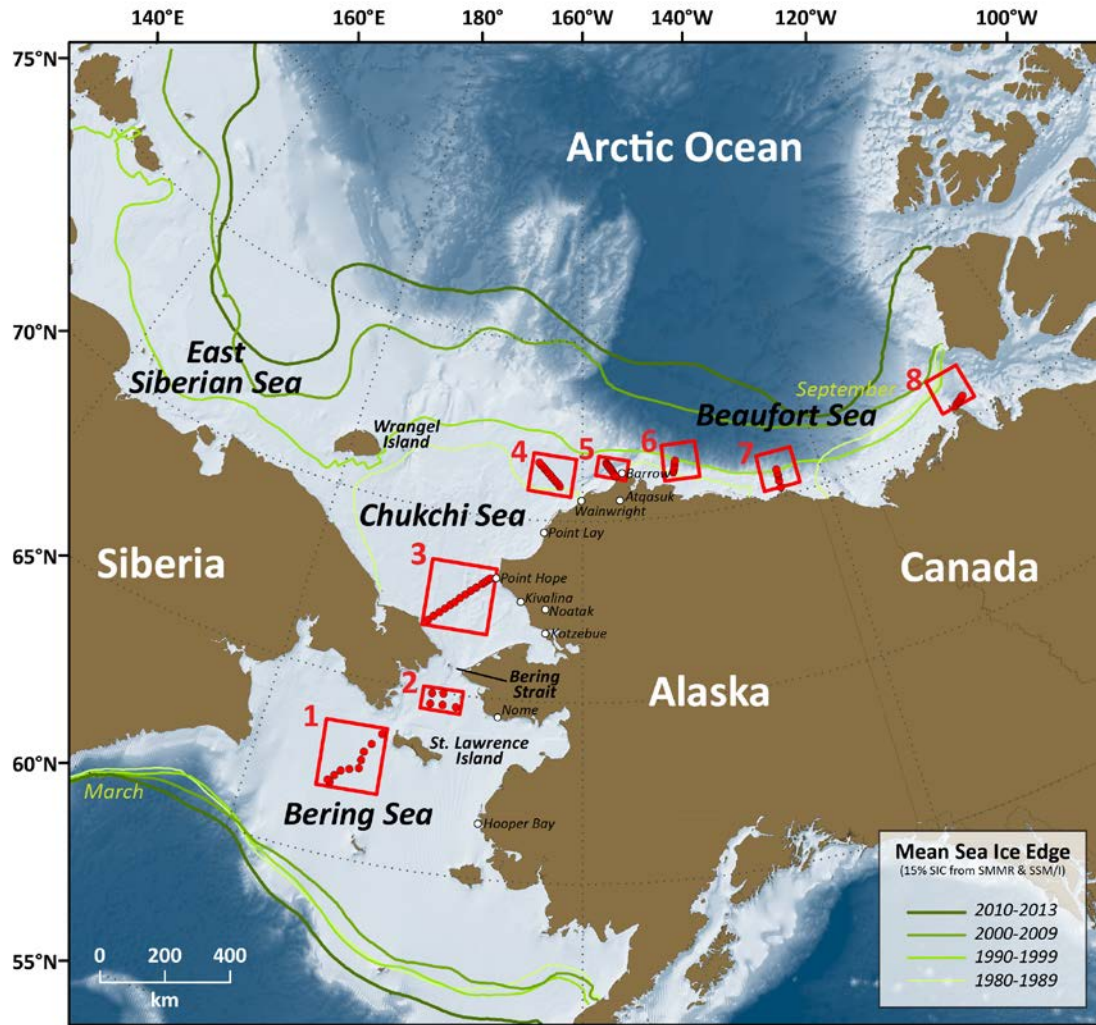 140°E 160°E 180°W 160°W 140°W 120°W 100°W
75°N
70°N
65°N
60°N
55°N
Arctic Ocean
East
Siberian Sea
September
Beaufort Sea
Wrangel
Island
Chukchi Sea
Siberia
Canada
Alaska
4
5
6
7
8
3
2
1
Barrow
Atqasuk
Wainwright
Point Lay
Point Hope
Kivalina
Noatak
Kotzebue
Bering
Strait
Nome
St. Lawrence
Island
March
Bering Sea
Hooper Bay
0 200 400
km
Mean Sea Ice Edge
(15% SIC from SMMR & SSM/I)
2010-2013
2000-2009
1990-1999
1980-1989